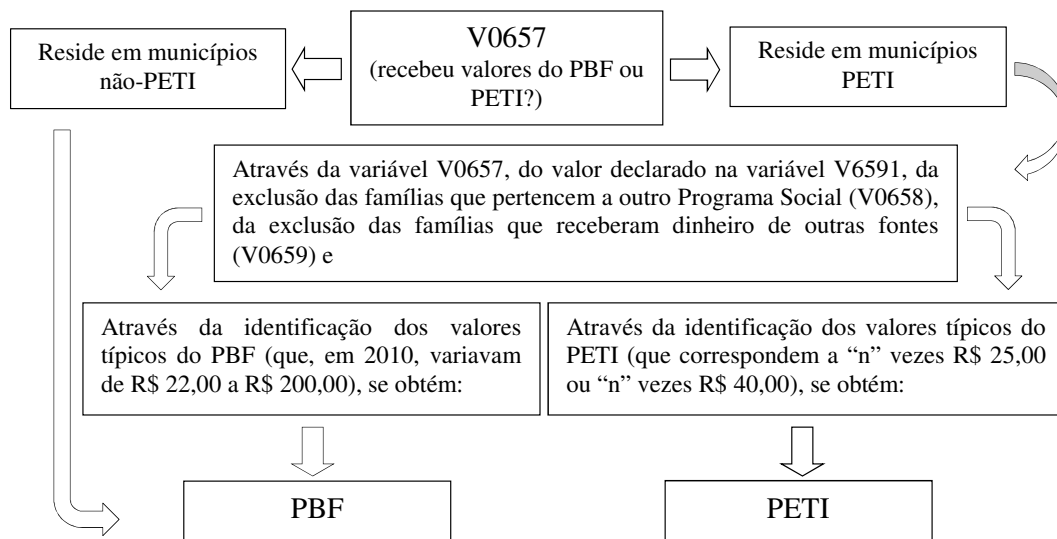 Reside em municípios
não-PETI
V0657
(recebeu valores do PBF ou
PETI?)
Reside em municípios
PETI
Através da variável V0657, do valor declarado na variável V6591, da
exclusão das famílias que pertencem a outro Programa Social (V0658),
da exclusão das famílias que receberam dinheiro de outras fontes
(V0659) e
Através da identificação dos valores
típicos do PBF (que, em 2010, variavam
de R$ 22,00 a R$ 200,00), se obtém:
Através da identificação dos valores típicos do
PETI (que correspondem a “n” vezes R$ 25,00
ou “n” vezes R$ 40,00), se obtém:
PBF
PETI